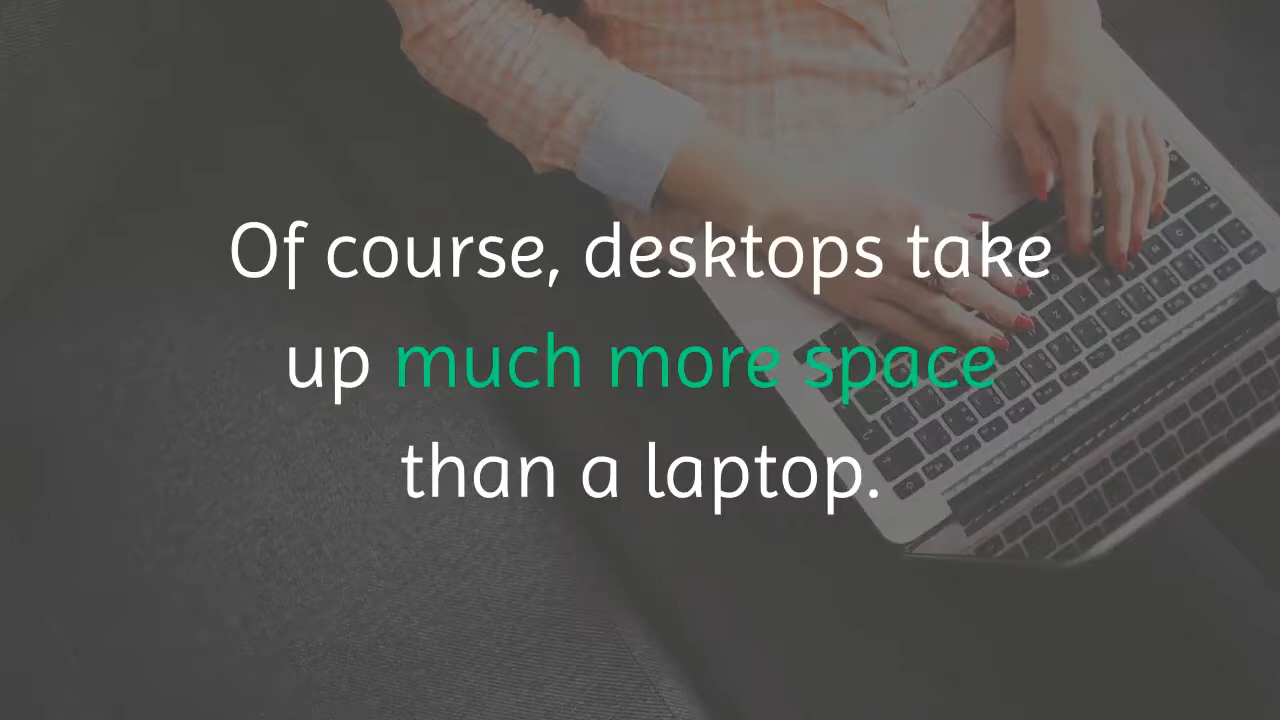 Of course, desktops take
up much more space
than a laptop.